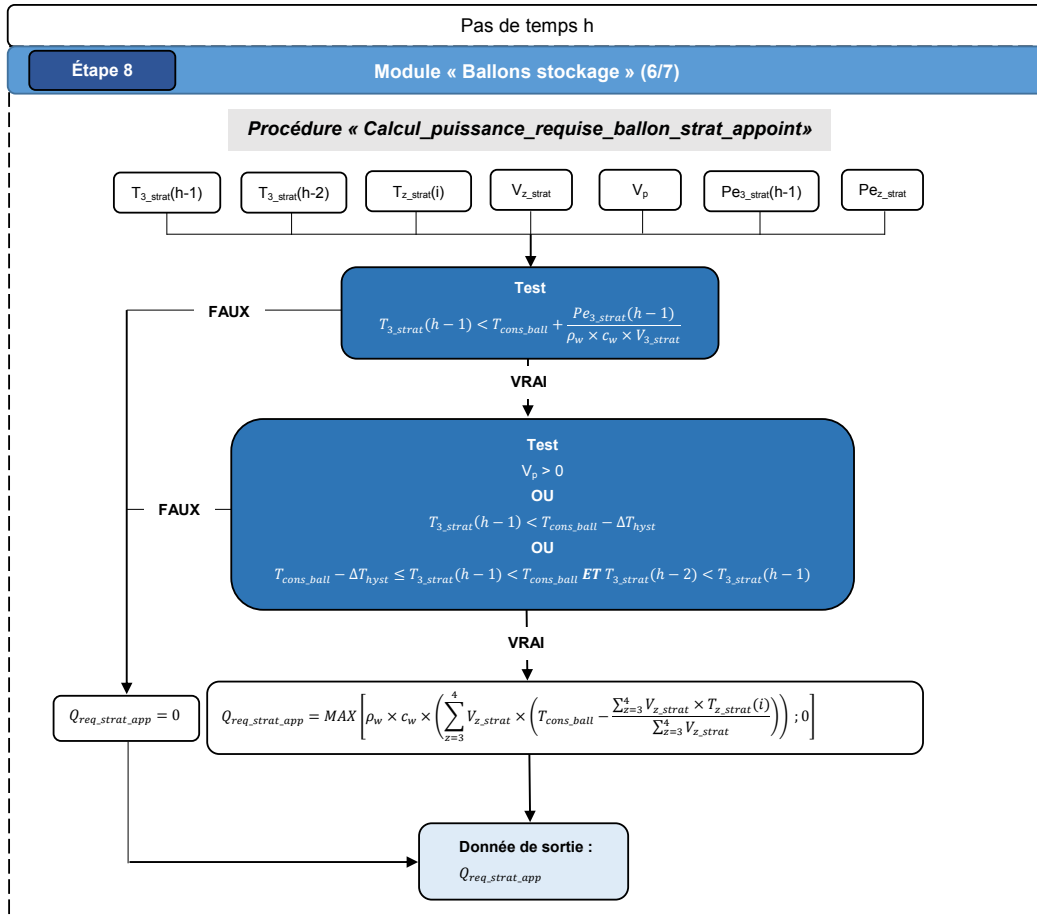 Pas de temps h
Étape 8
Module « Ballons stockage » (6/7)
Procédure « Calcul_puissance_requise_ballon_strat_appoint»
T3_strat(h-1) T3_strat(h-2) Tz_strat(i) Vz_strat Vp Pe3_strat(h-1) Pez_strat
Test
T3_strat(h − 1) < Tcons_ball + Pe3_strat(h − 1) / ρw × cw × V3_strat
FAUX
VRAI
Test
Vp > 0
OU
T3_strat(h − 1) < Tcons_ball − ΔThyst
OU
Tcons_ball − ΔThyst ≤ T3_strat(h − 1) < Tcons_ball ET T3_strat(h − 2) < T3_strat(h − 1)
FAUX
VRAI
Qreq_strat_app = 0
Qreq_strat_app = MAX [ρw × cw × (∑z=3^4 Vz_strat × (Tcons_ball − ∑z=3^4 Vz_strat × Tz_strat(i) / ∑z=3^4 Vz_strat)) ; 0]
Donnée de sortie :
Qreq_strat_app